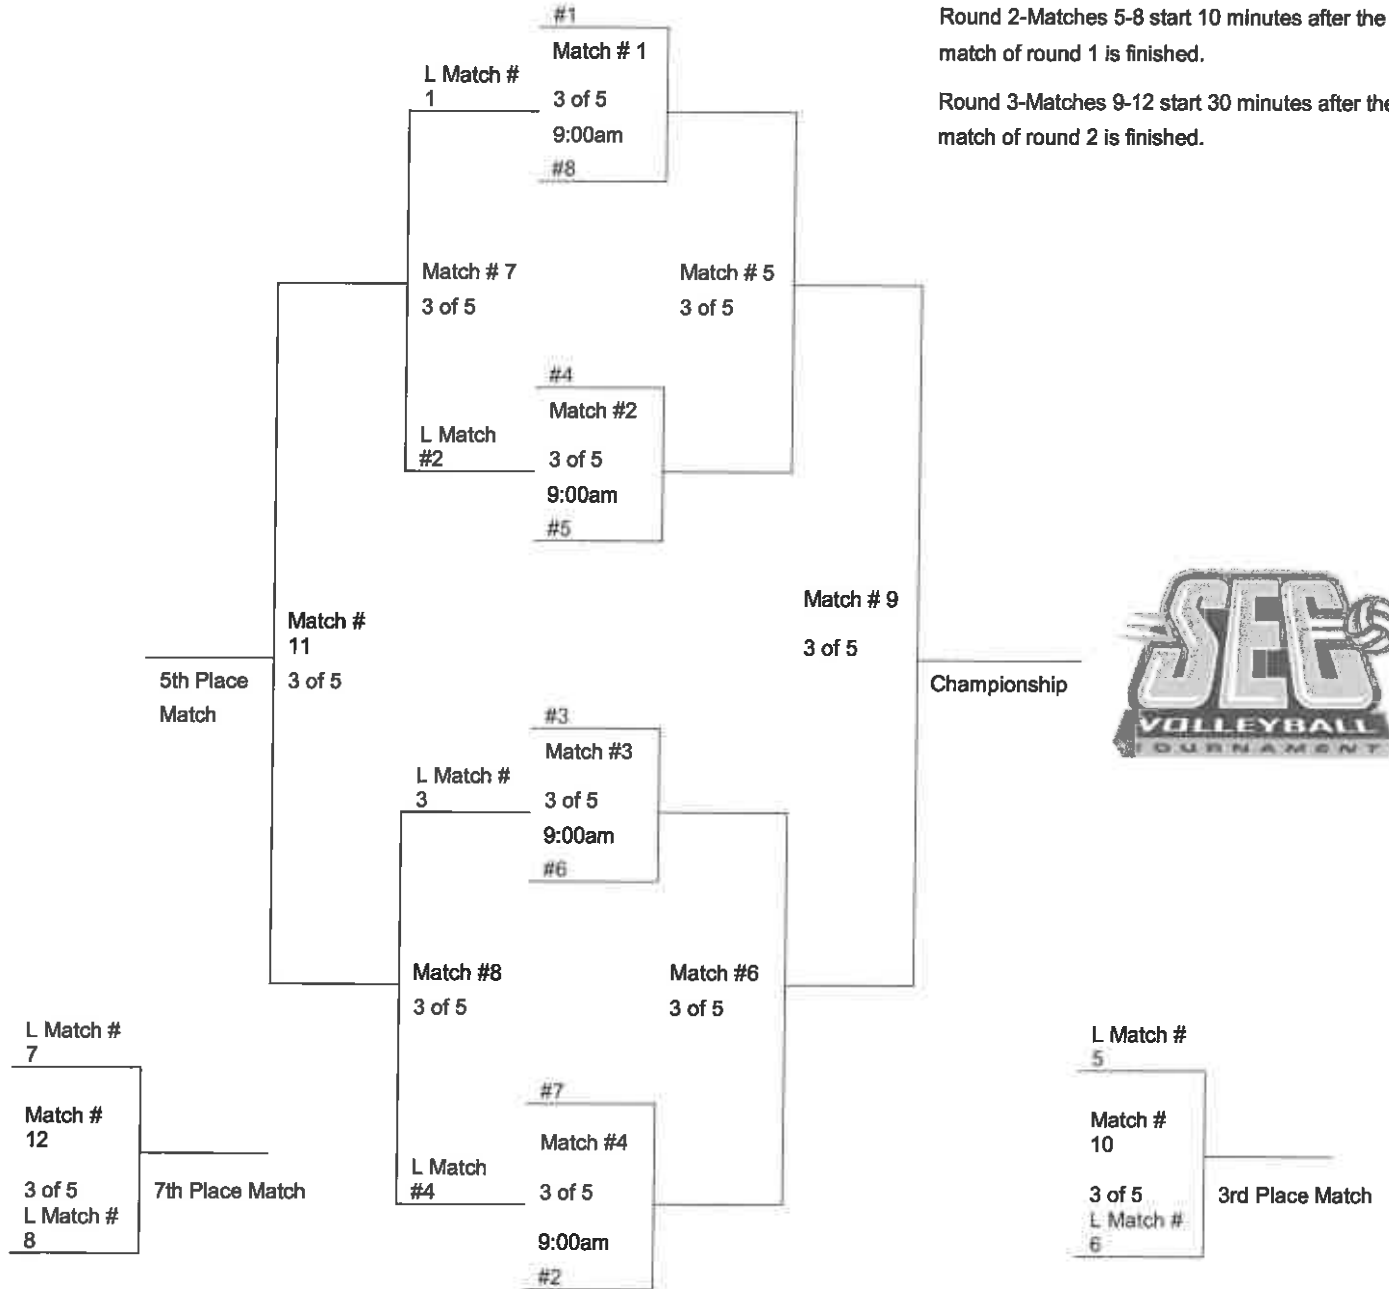 #1
Round 2-Matches 5-8 start 10 minutes after the
match of round 1 is finished.
Round 3-Matches 9-12 start 30 minutes after the
match of round 2 is finished.
Match # 1
L Match #
1
3 of 5
9:00am
#8
Match # 7
3 of 5
Match # 5
3 of 5
#4
Match #2
L Match
#2
3 of 5
9:00am
#5
Match # 9
3 of 5
Match #
11
3 of 5
5th Place
Match
Championship
SEC
VOLLEYBALL
TOURNAMENT
#3
Match #3
L Match #
3
3 of 5
9:00am
#6
Match #8
3 of 5
Match #6
3 of 5
L Match #
7
Match #
12
3 of 5
L Match #
8
7th Place Match
#7
Match #4
L Match
#4
3 of 5
9:00am
#2
L Match #
5
Match #
10
3 of 5
L Match #
6
3rd Place Match